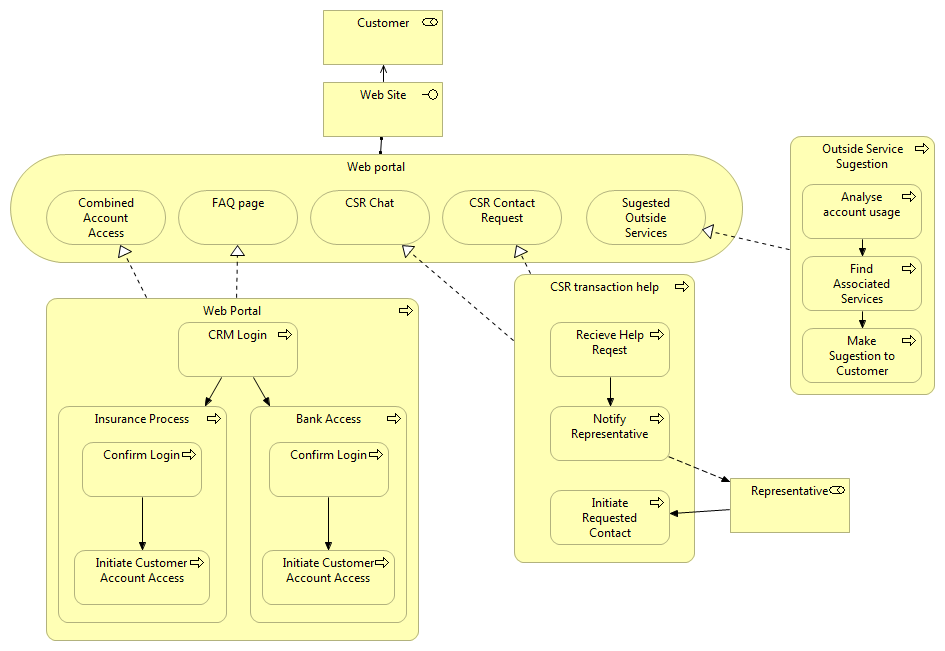 Customer
Web Site
Web portal
Combined
Account
Access
FAQ page
CSR Chat
CSR Contact
Request
Sugested
Outside
Services
Outside Service
Sugestion
Analyse
account usage
Find
Associated
Services
Make
Sugestion to
Customer
Web Portal
CRM Login
Insurance Process
Confirm Login
Initiate Customer
Account Access
Bank Access
Confirm Login
Initiate Customer
Account Access
CSR transaction help
Recieve Help
Reqest
Notify
Representative
Initiate
Requested
Contact
Representative